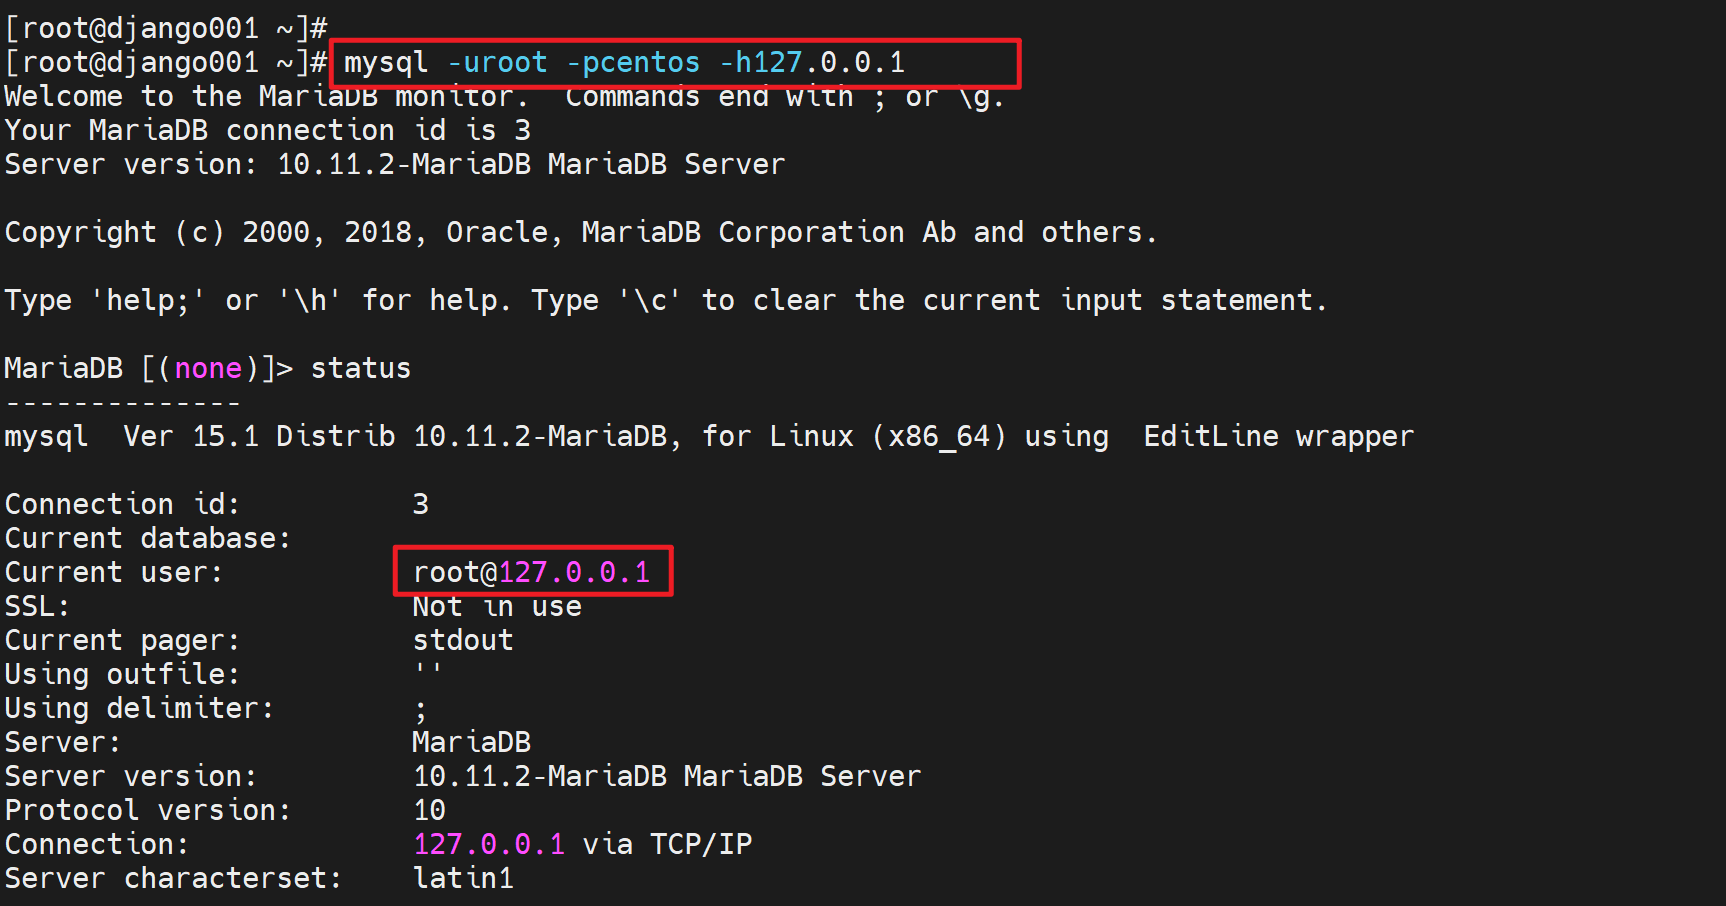 [root@django001 ~]#
[root@django001 ~]# mysql -uroot -pcentos -h127.0.0.1
Welcome to the MariaDB monitor.  Commands end with ; or \g.
Your MariaDB connection id is 3
Server version: 10.11.2-MariaDB MariaDB Server
Copyright (c) 2000, 2018, Oracle, MariaDB Corporation Ab and others.
Type 'help;' or '\h' for help. Type '\c' to clear the current input statement.
MariaDB [(none)]> status
--------------
mysql  Ver 15.1 Distrib 10.11.2-MariaDB, for Linux (x86_64) using  EditLine wrapper
Connection id:          3
Current database:
Current user:           root@127.0.0.1
SSL:                    Not in use
Current pager:          stdout
Using outfile:          ''
Using delimiter:        ;
Server:                 MariaDB
Server version:         10.11.2-MariaDB MariaDB Server
Protocol version:       10
Connection:             127.0.0.1 via TCP/IP
Server characterset:    latin1